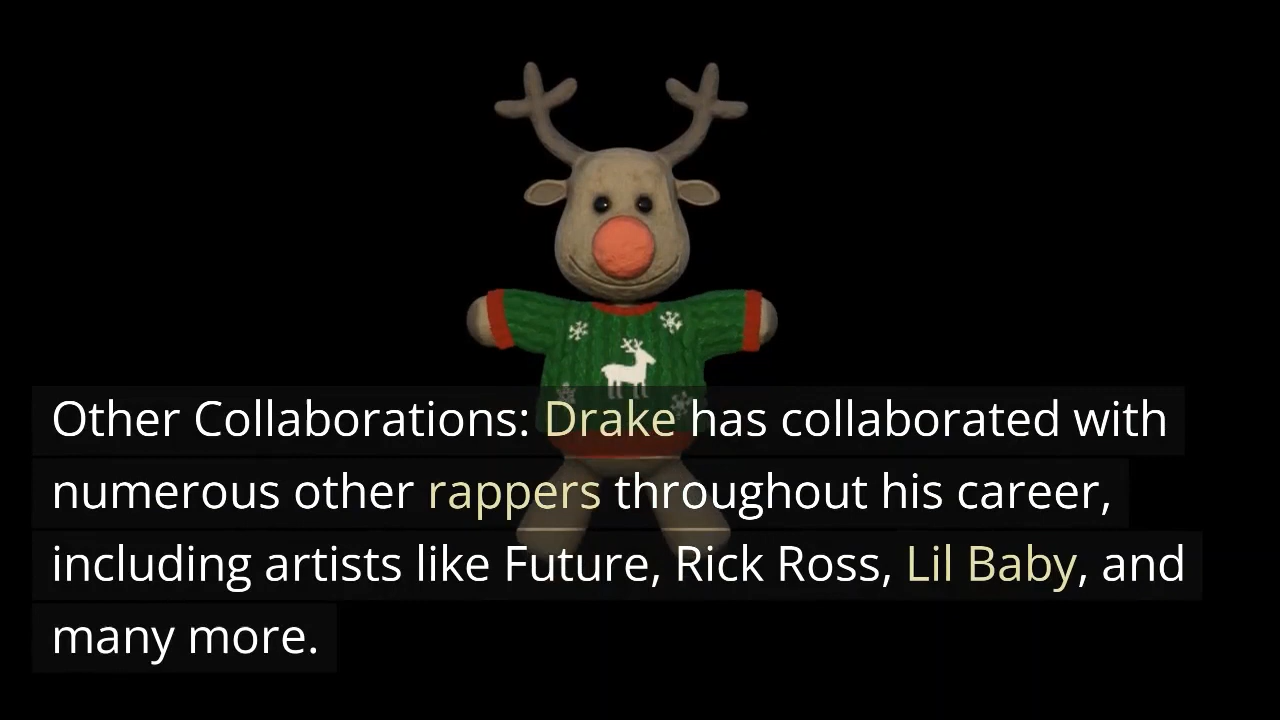 Other Collaborations: Drake has collaborated with
numerous other rappers throughout his career,
including artists like Future, Rick Ross, Lil Baby, and
many more.